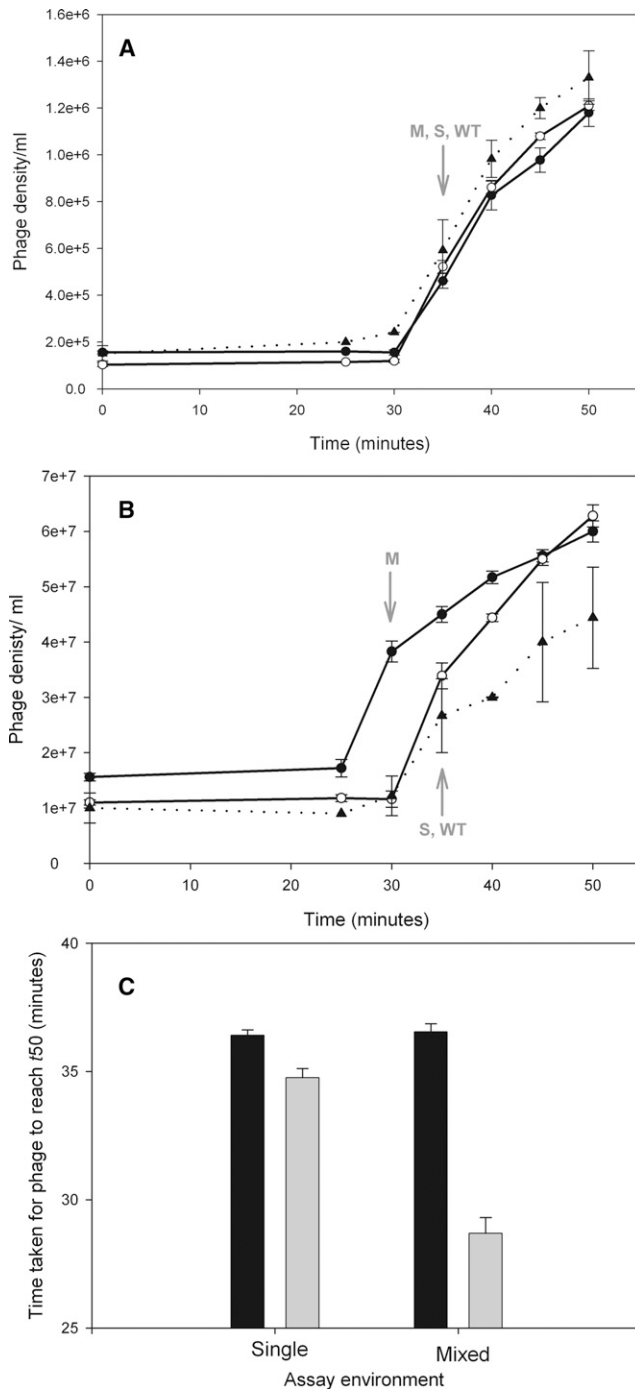 A
1.6e+6
1.4e+6
1.2e+6
1.0e+6
8.0e+5
6.0e+5
4.0e+5
2.0e+5
0.0
Phage density/ml
M, S, WT
0 10 20 30 40 50
Time (minutes)
B
7e+7
6e+7
5e+7
4e+7
3e+7
2e+7
1e+7
0
Phage denisty/ ml
M
S, WT
0 10 20 30 40 50
Time (minutes)
C
40
35
30
25
Time taken for phage to reach t50 (minutes)
Single Mixed
Assay environment